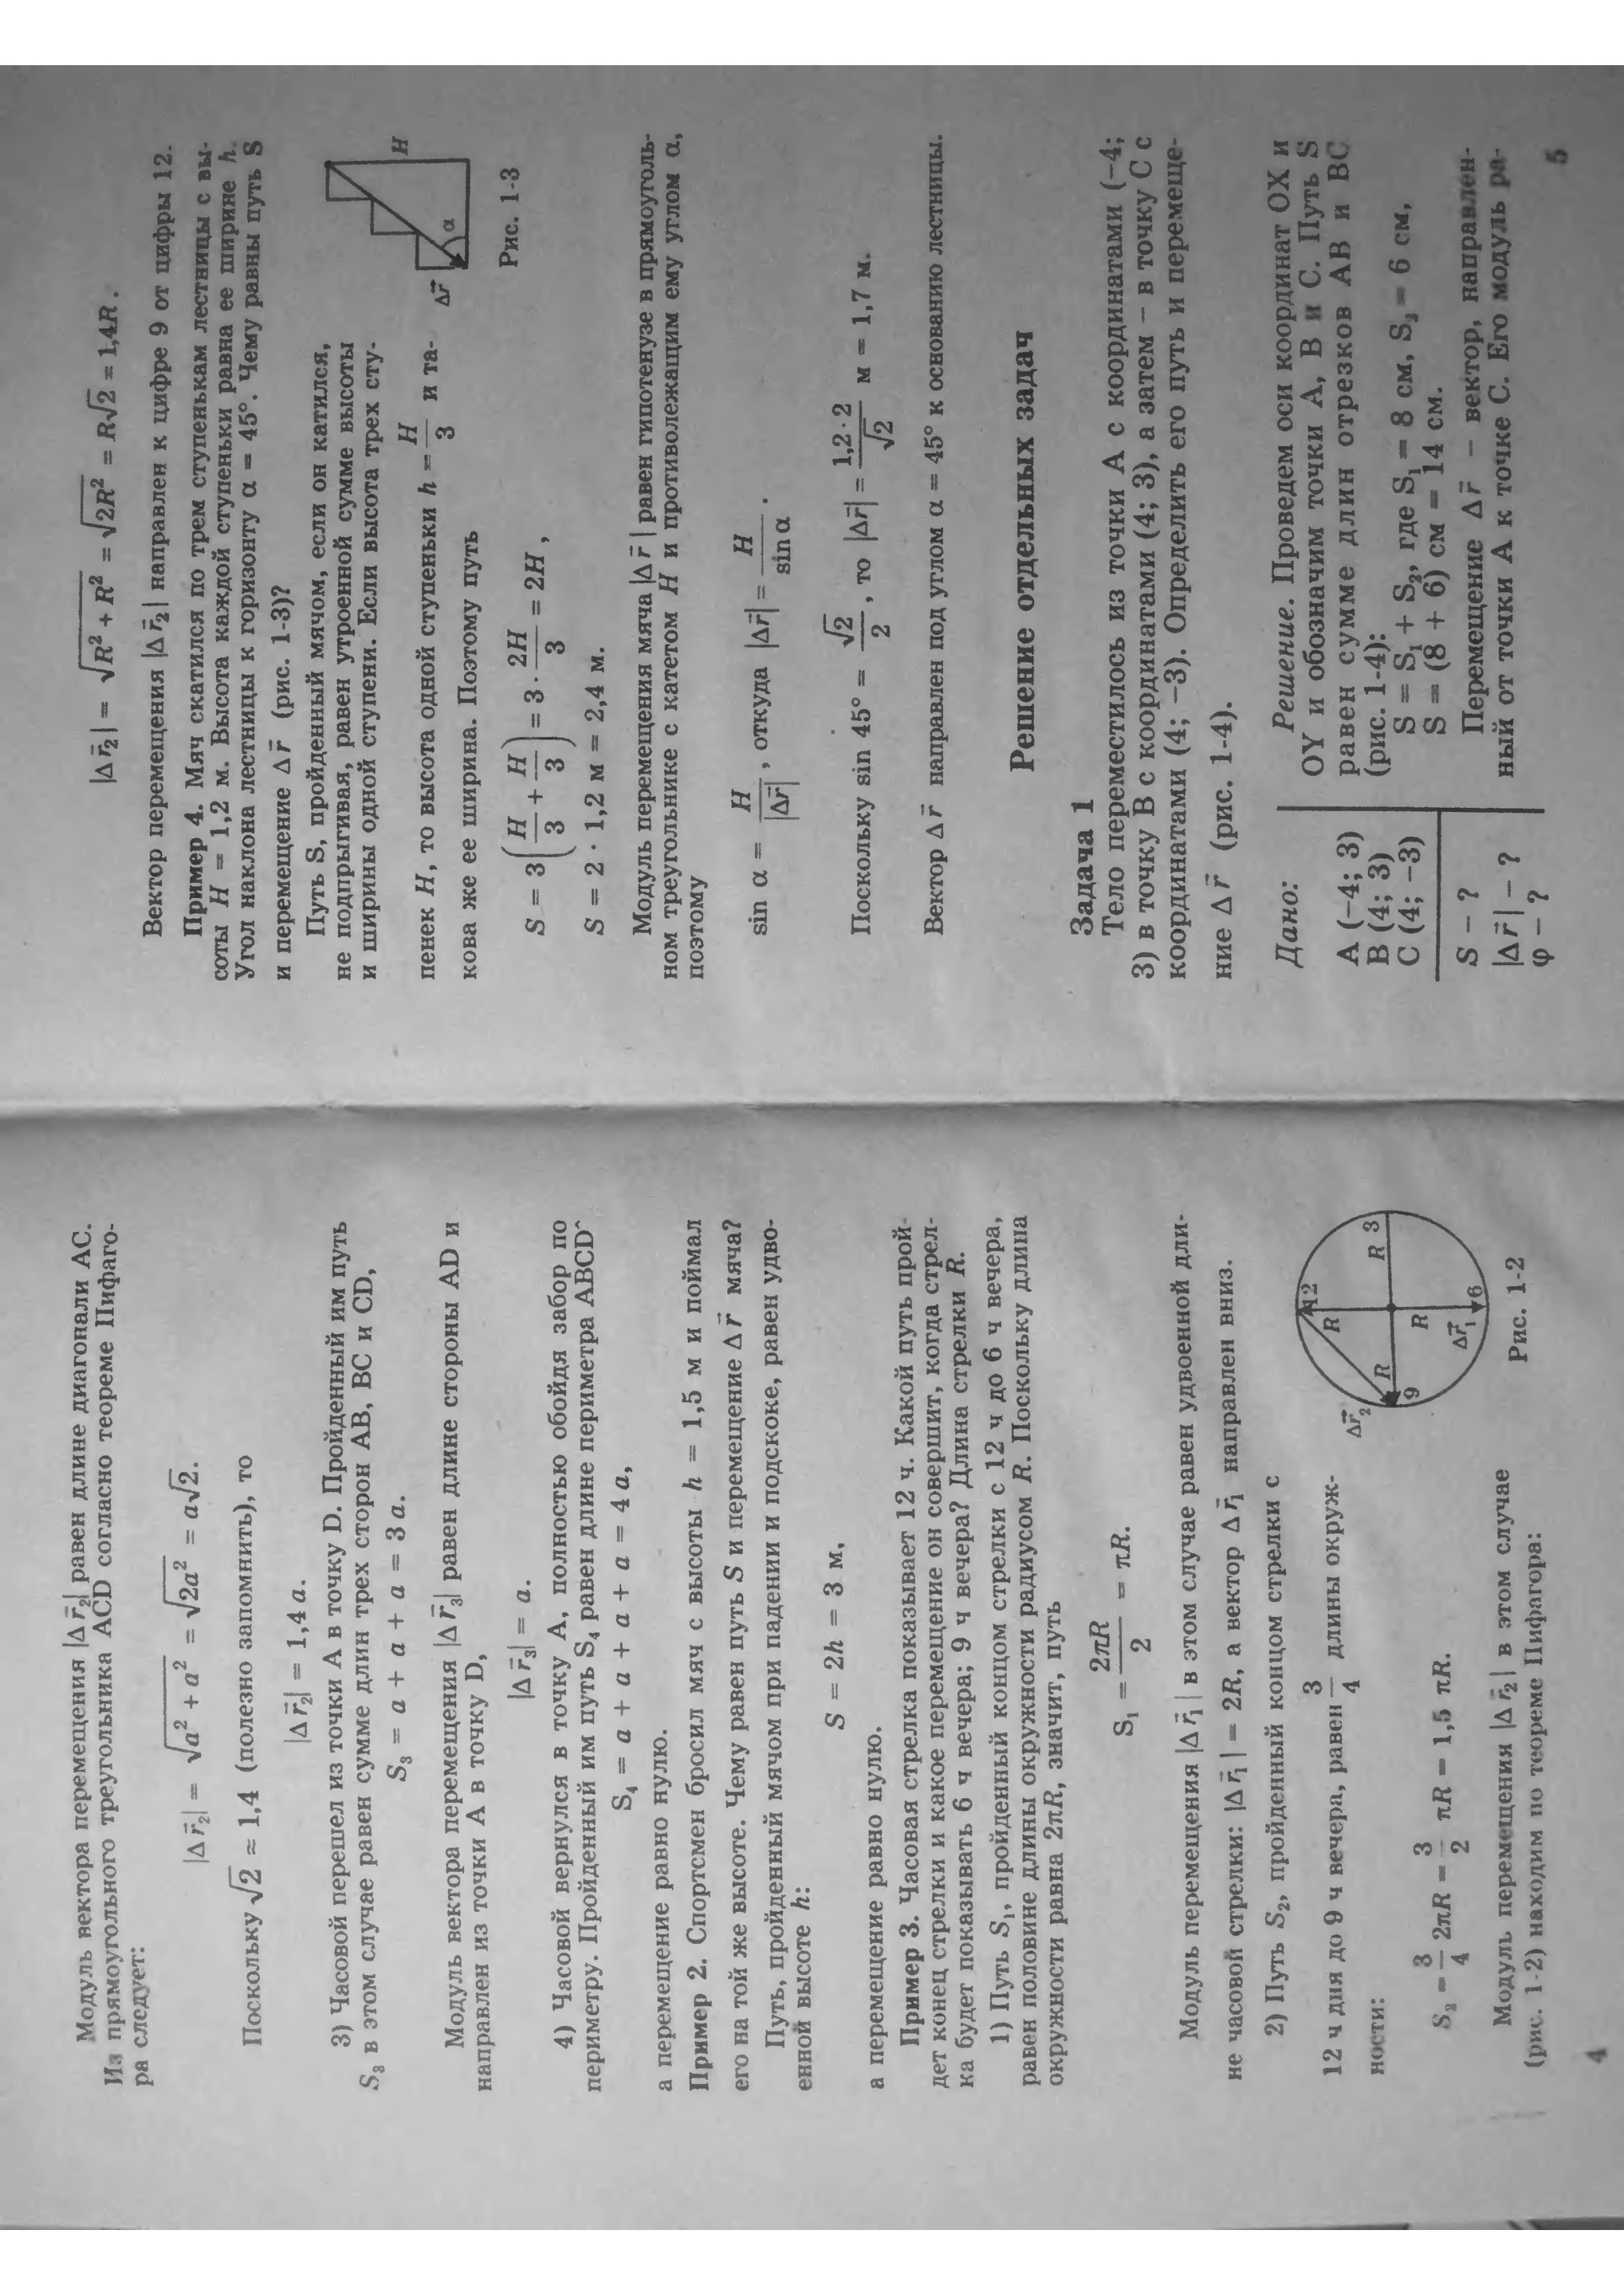 Модуль вектора перемещения |Δr⃗₂| равен длине диагонали AC.
Из прямоугольного треугольника ACD согласно теореме Пифаго-
ра следует:
|Δr⃗₂| = √(a² + a²) = √(2a²) = a√2.
Поскольку √2 ≈ 1,4 (полезно запомнить), то
|Δr⃗₂| = 1,4 a.
3) Часовой перешел из точки A в точку D. Пройденный им путь
S₃ в этом случае равен сумме длин трех сторон AB, BC и CD,
S₃ = a + a + a = 3 a.
Модуль вектора перемещения |Δr⃗₃| равен длине стороны AD и
направлен из точки A в точку D,
|Δr⃗₃| = a.
4) Часовой вернулся в точку A, полностью обойдя забор по
периметру. Пройденный им путь S₄ равен длине периметра ABCD
S₄ = a + a + a + a = 4 a,
а перемещение равно нулю.
Пример 2. Спортсмен бросил мяч с высоты h = 1,5 м и поймал
его на той же высоте. Чему равен путь S и перемещение Δr⃗ мяча?
Путь, пройденный мячом при падении и подскоке, равен удво-
енной высоте h:
S = 2h = 3 м,
а перемещение равно нулю.
Пример 3. Часовая стрелка показывает 12 ч. Какой путь прой-
дет конец стрелки и какое перемещение он совершит, когда стрел-
ка будет показывать 6 ч вечера; 9 ч вечера? Длина стрелки R.
1) Путь S₁, пройденный концом стрелки с 12 ч до 6 ч вечера,
равен половине длины окружности радиусом R. Поскольку длина
окружности равна 2πR, значит, путь
S₁ = 2πR/2 = πR.
Модуль перемещения |Δr⃗₁| в этом случае равен удвоенной дли-
не часовой стрелки: |Δr⃗₁| = 2R, а вектор Δr⃗₁ направлен вниз.
2) Путь S₂, пройденный концом стрелки с
12 ч дня до 9 ч вечера, равен 3/4 длины окруж-
ности:
S₂ = 3/4 2πR = 3/2 πR = 1,5 πR.
Модуль перемещения |Δr⃗₂| в этом случае
(рис. 1-2) находим по теореме Пифагора:
12
R
R
R
3
R
9
6
Δr⃗₂
Δr⃗₁
Рис. 1-2
4
|Δr⃗₂| = √(R² + R²) = √(2R²) = R√2 = 1,4R.
Вектор перемещения |Δr⃗₂| направлен к цифре 9 от цифры 12.
Пример 4. Мяч скатился по трем ступенькам лестницы с вы-
соты H = 1,2 м. Высота каждой ступеньки равна ее ширине h.
Угол наклона лестницы к горизонту α = 45°. Чему равны путь S
и перемещение Δr⃗ (рис. 1-3)?
Путь S, пройденный мячом, если он катился,
не подпрыгивая, равен утроенной сумме высоты
и ширины одной ступени. Если высота трех сту-
пенек H, то высота одной ступеньки h = H/3 и та-
кова же ее ширина. Поэтому путь
H
α
Δr⃗
Рис. 1-3
S = 3(H/3 + H/3) = 3 · 2H/3 = 2H,
S = 2 · 1,2 м = 2,4 м.
Модуль перемещения мяча |Δr⃗| равен гипотенузе в прямоуголь-
ном треугольнике с катетом H и противолежащим ему углом α,
поэтому
sin α = H/|Δr⃗|, откуда |Δr⃗| = H/sin α.
Поскольку sin 45° = √2/2, то |Δr⃗| = 1,2·2/√2 м = 1,7 м.
Вектор Δr⃗ направлен под углом α = 45° к основанию лестницы.
Решение отдельных задач
Задача 1
Тело переместилось из точки A с координатами (−4;
3) в точку B с координатами (4; 3), а затем − в точку C с
координатами (4; −3). Определить его путь и перемеще-
ние Δr⃗ (рис. 1-4).
Дано:
A (−4; 3)
B (4; 3)
C (4; −3)
S − ?
|Δr⃗| − ?
φ − ?
Решение. Проведем оси координат OX и
OY и обозначим точки A, B и C. Путь S
равен сумме длин отрезков AB и BC
(рис. 1-4):
S = S₁ + S₂, где S₁ = 8 см, S₂ = 6 см,
S = (8 + 6) см = 14 см.
Перемещение Δr⃗ − вектор, направлен-
ный от точки A к точке C. Его модуль ра-
5